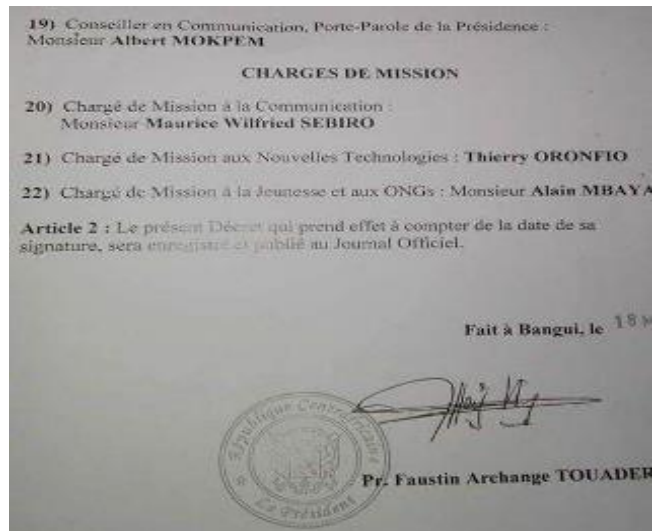 19) Conseiller en Communication, Porte-Parole de la Présidence :
Monsieur Albert MOKPEM
CHARGES DE MISSION
20) Chargé de Mission à la Communication :
Monsieur Maurice Wilfried SEBIRO
21) Chargé de Mission aux Nouvelles Technologies : Thierry ORONFIO
22) Chargé de Mission à la Jeunesse et aux ONGs : Monsieur Alain MBAYA
Article 2 : Le présent Décret qui prend effet à compter de la date de sa
signature, sera enregistré et publié au Journal Officiel.
Fait à Bangui, le 18
République Centrafricaine
Le Président
Pr. Faustin Archange TOUADER